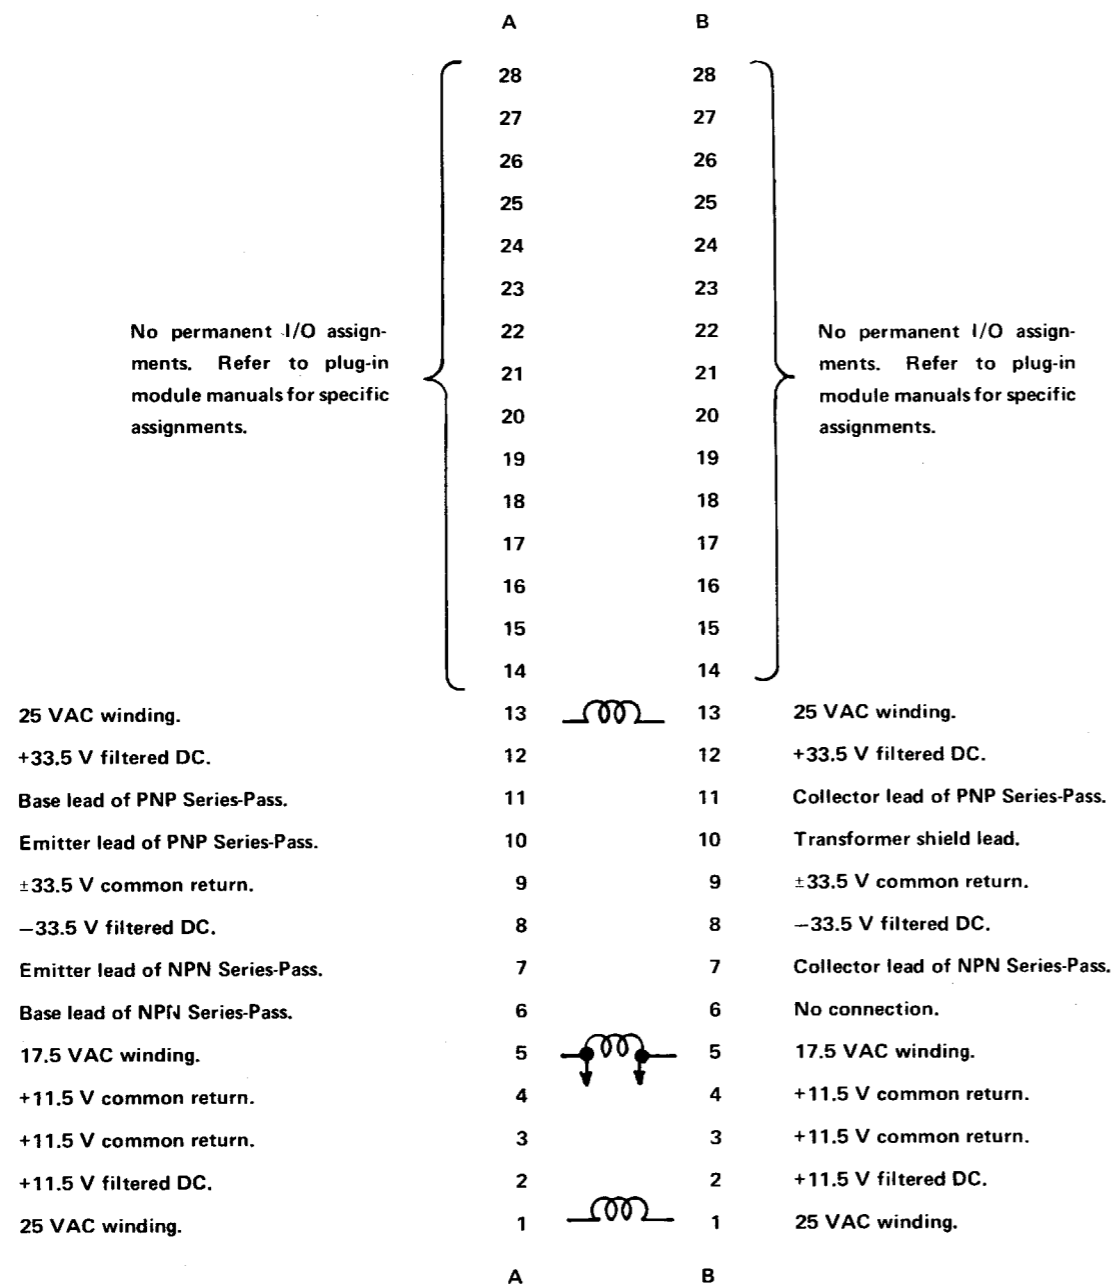 A B
28 28
27 27
26 26
25 25
24 24
23 23
No permanent I/O assign- 22 22 No permanent I/O assign-
ments. Refer to plug-in 21 21 ments. Refer to plug-in
module manuals for specific module manuals for specific
assignments. 20 20 assignments.
19 19
18 18
17 17
16 16
15 15
14 14
25 VAC winding. 13 13 25 VAC winding.
+33.5 V filtered DC. 12 12 +33.5 V filtered DC.
Base lead of PNP Series-Pass. 11 11 Collector lead of PNP Series-Pass.
Emitter lead of PNP Series-Pass. 10 10 Transformer shield lead.
±33.5 V common return. 9 9 ±33.5 V common return.
−33.5 V filtered DC. 8 8 −33.5 V filtered DC.
Emitter lead of NPN Series-Pass. 7 7 Collector lead of NPN Series-Pass.
Base lead of NPN Series-Pass. 6 6 No connection.
17.5 VAC winding. 5 5 17.5 VAC winding.
+11.5 V common return. 4 4 +11.5 V common return.
+11.5 V common return. 3 3 +11.5 V common return.
+11.5 V filtered DC. 2 2 +11.5 V filtered DC.
25 VAC winding. 1 1 25 VAC winding.
A B